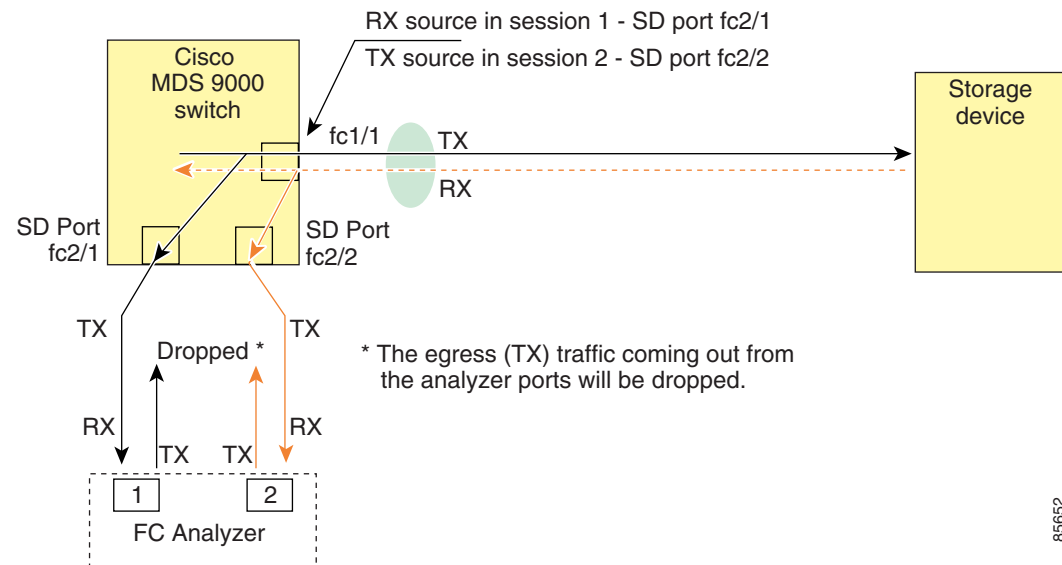 RX source in session 1 - SD port fc2/1
TX source in session 2 - SD port fc2/2
Cisco
MDS 9000
switch
Storage
device
fc1/1
TX
RX
SD Port
fc2/1
SD Port
fc2/2
TX
TX
Dropped *
* The egress (TX) traffic coming out from
the analyzer ports will be dropped.
RX
TX
TX
RX
1
2
FC Analyzer
85652